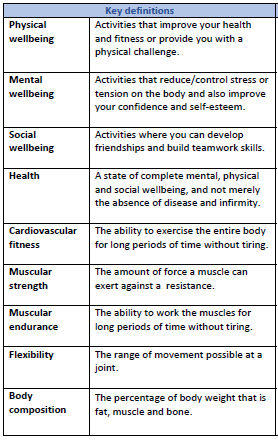 Key definitions
Physical
wellbeing
Activities that improve your health
and fitness or provide you with a
physical challenge.
Mental
wellbeing
Activities that reduce/control stress or
tension on the body and also improve
your confidence and self-esteem.
Social
wellbeing
Activities where you can develop
friendships and build teamwork skills.
Health
A state of complete mental, physical
and social wellbeing, and not merely
the absence of disease and infirmity.
Cardiovascular
fitness
The ability to exercise the entire body
for long periods of time without tiring.
Muscular
strength
The amount of force a muscle can
exert against a resistance.
Muscular
endurance
The ability to work the muscles for
long periods of time without tiring.
Flexibility
The range of movement possible at a
joint.
Body
composition
The percentage of body weight that is
fat, muscle and bone.